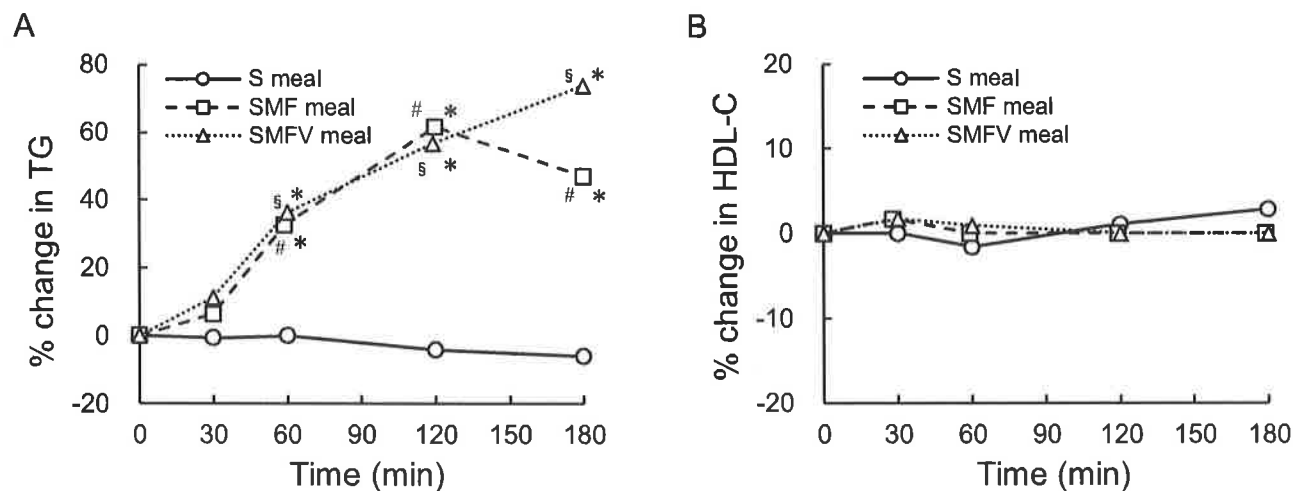 A
% change in TG
80
60
40
20
0
-20
S meal
SMF meal
SMFV meal
§ *
# *
# *
§ *
# *
§ *
0 30 60 90 120 150 180
Time (min)
B
% change in HDL-C
20
10
0
-10
-20
S meal
SMF meal
SMFV meal
0 30 60 90 120 150 180
Time (min)